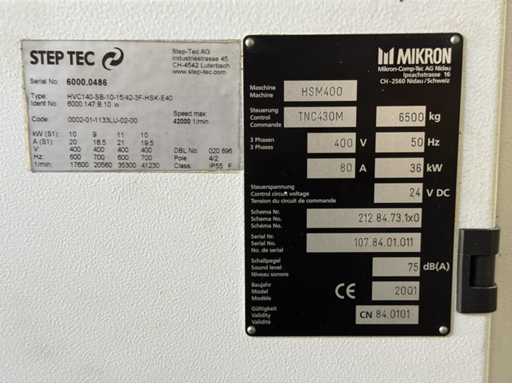 STEP TEC
Step-Tec AG
Industriestrasse 45
CH-4542 Luterbach
www.step-tec.com
Serial No: 6000.0486
Type: HVC140-SB-10-15/42-3F-HSK-E40
Ident No: 6000.147.B.10 w
Code: 0002-01-1133LU-02-00
Speed max: 42000 1/min
kW (S1): 10 9 11 10
A (S1): 20 18.5 21 19.5
V: 400 400 400 400
Hz: 600 700 600 700
1/min: 17600 20560 35300 41230
DBL No: 020 696
Pole 4/2
Class: IP55 F
MIKRON
Mikron-Comp-Tec AG Nidau
Ipsachstrasse 16
CH-2560 Nidau/Schweiz
Maschine
Machine
HSM400
Steuerung
Control
Commande
TNC430M
6500 kg
3 Phasen
3 Phases
400 V
50 Hz
80 A
36 kW
Steuerspannung
Control circuit voltage
Tension du circuit de commande
24 V DC
Schema Nr.
Schema No.
Schéma No.
212.84.73.1x0
Serial Nr.
Serial No.
No. de serial
107.84.01.011
Schallpegel
Sound level
Niveau sonore
75 dB(A)
Baujahr
Model
Modèle
CE
2001
Gültigkeit
Validity
Validité
CN 84.0101